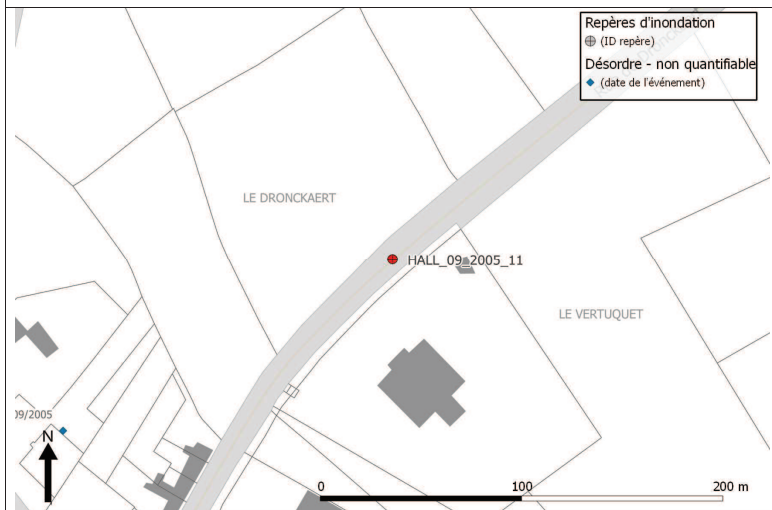 Repères d'inondation
(ID repère)
Désordre - non quantifiable
(date de l'événement)
LE DRONCKAERT
HALL_09_2005_11
LE VERTUQUET
09/2005
N
0 100 200 m